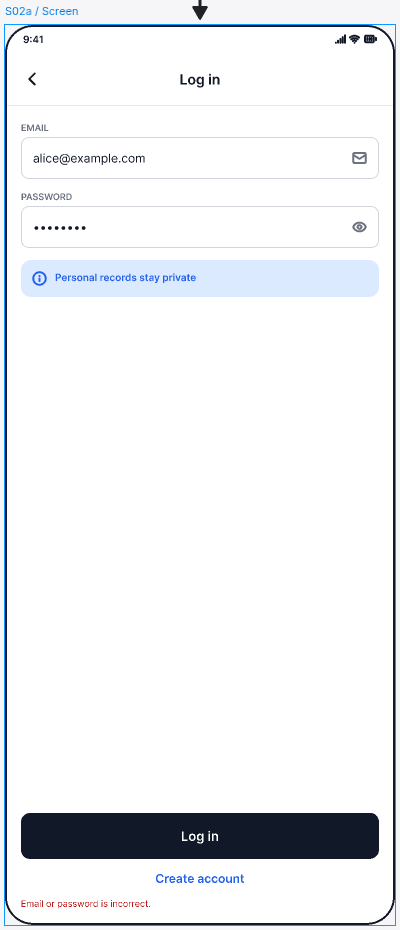 S02a / Screen
9:41
Log in
EMAIL
alice@example.com
PASSWORD
••••••••
Personal records stay private
Log in
Create account
Email or password is incorrect.